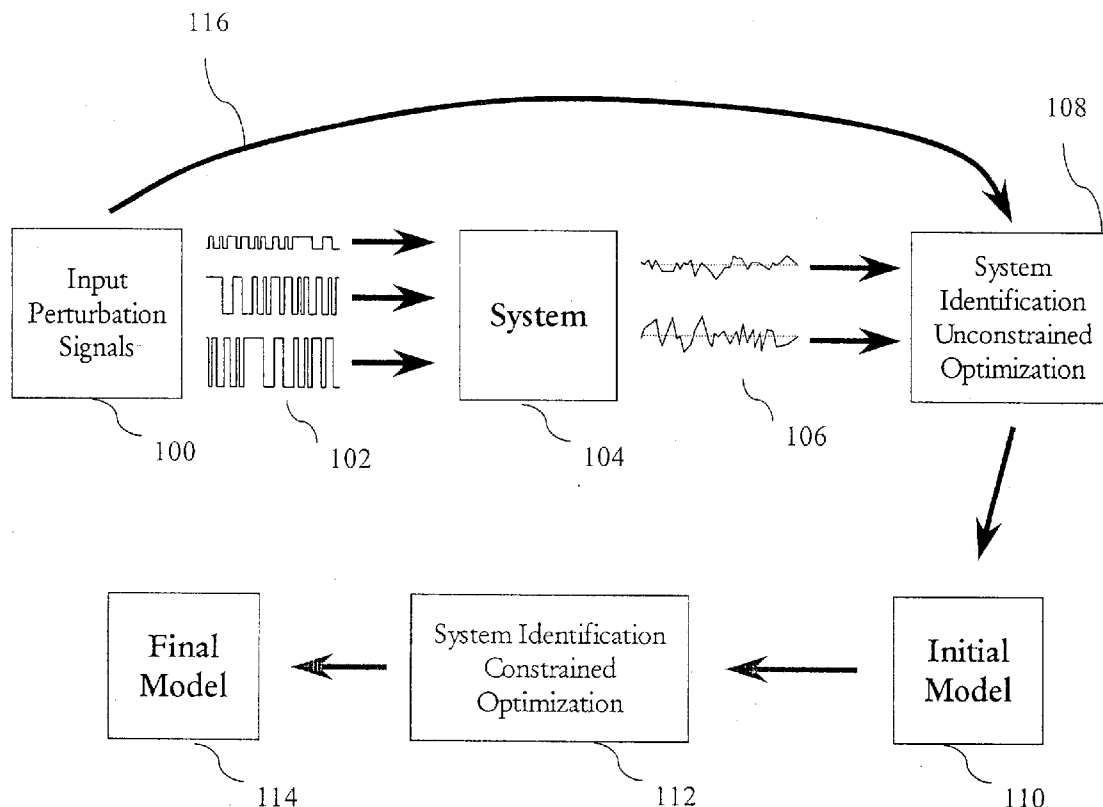 116
108
Input
Perturbation
Signals
System
System
Identification
Unconstrained
Optimization
100
102
104
106
Final
Model
System Identification
Constrained
Optimization
Initial
Model
114
112
110